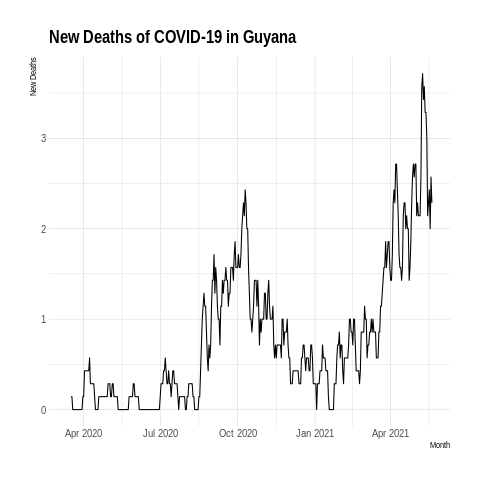 New Deaths of COVID-19 in Guyana
New Deaths
3
2
1
0
Apr 2020 Jul 2020 Oct 2020 Jan 2021 Apr 2021
Month